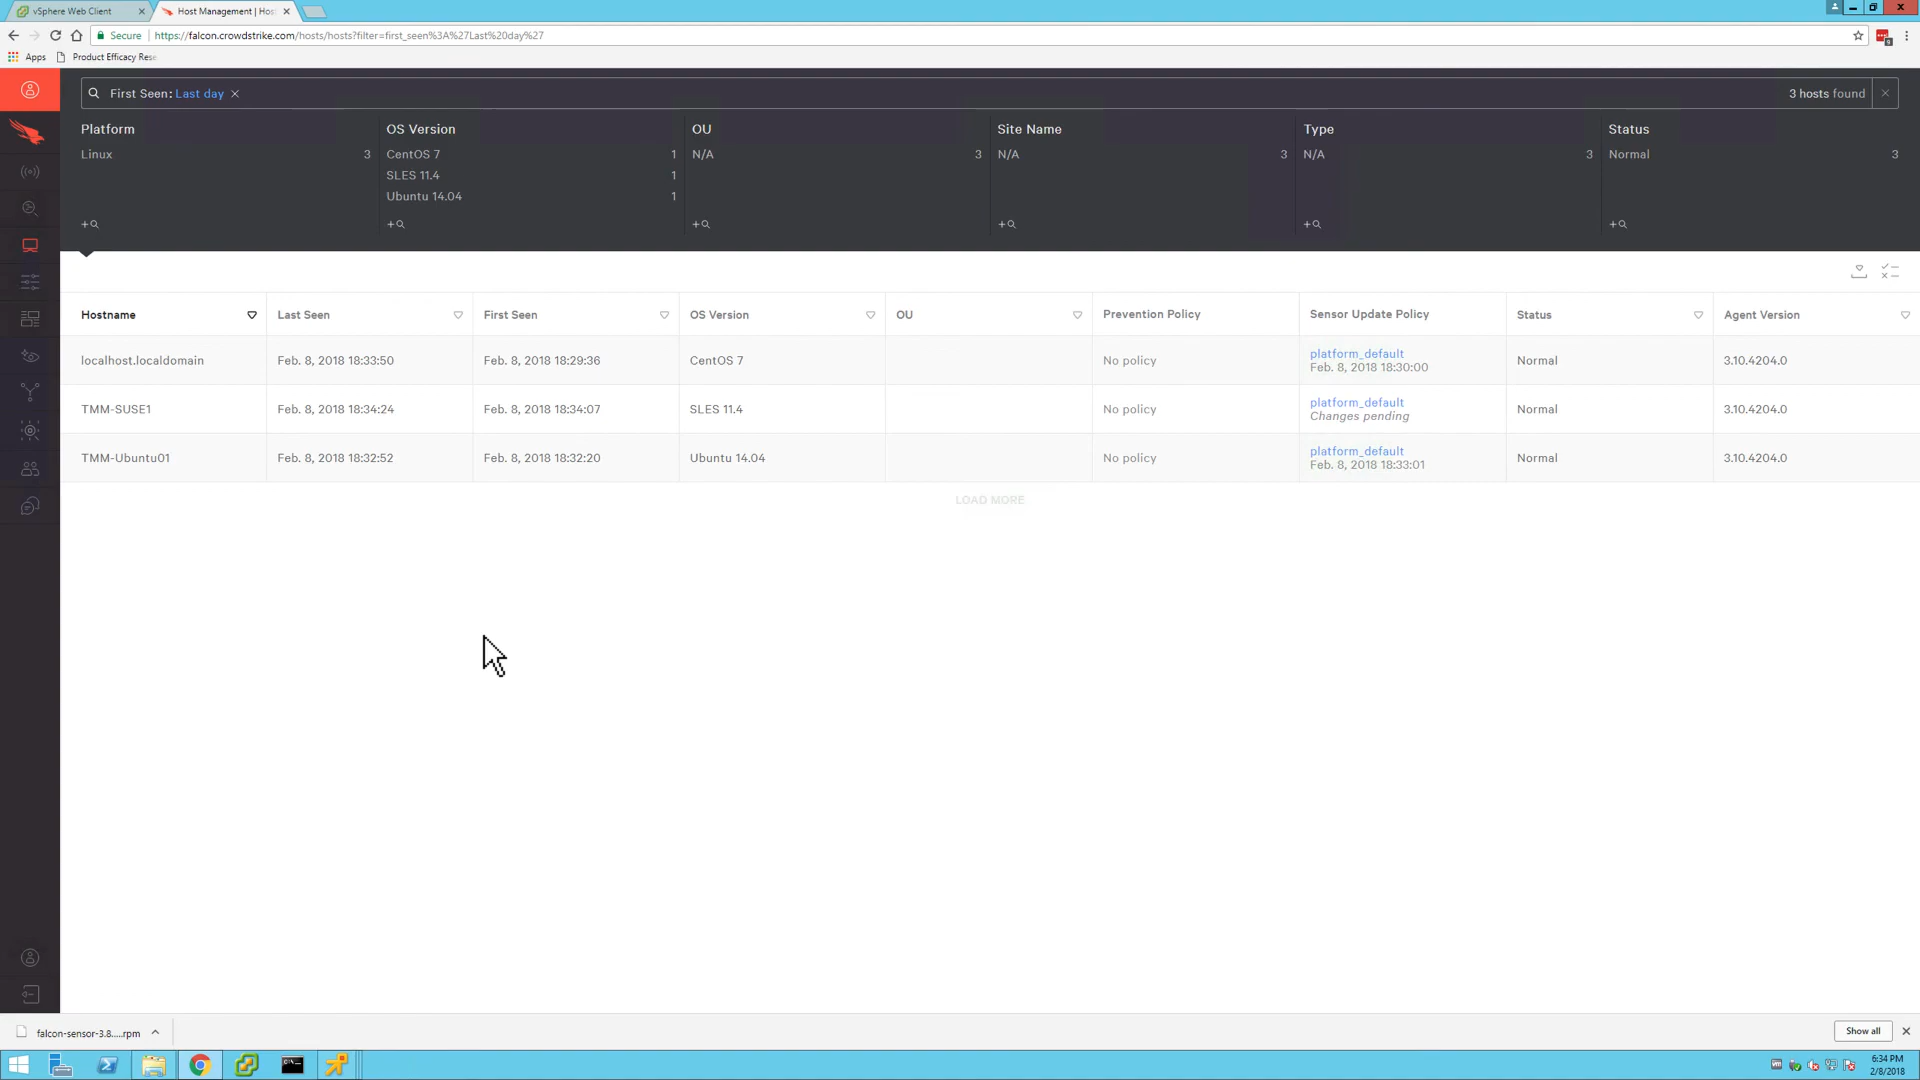 vSphere Web Client
Host Management | Hos
Secure
https://falcon.crowdstrike.com/hosts/hosts?filter=first_seen%3A%27Last%20day%27
Apps
Product Efficacy Rese
First Seen: Last day
3 hosts found
Platform
OS Version
OU
Site Name
Type
Status
Linux 3
CentOS 7 1
N/A 3
N/A 3
N/A 3
Normal 3
SLES 11.4 1
Ubuntu 14.04 1
Hostname
Last Seen
First Seen
OS Version
OU
Prevention Policy
Sensor Update Policy
Status
Agent Version
localhost.localdomain
Feb. 8, 2018 18:33:50
Feb. 8, 2018 18:29:36
CentOS 7
No policy
platform_default
Feb. 8, 2018 18:30:00
Normal
3.10.4204.0
TMM-SUSE1
Feb. 8, 2018 18:34:24
Feb. 8, 2018 18:34:07
SLES 11.4
No policy
platform_default
Changes pending
Normal
3.10.4204.0
TMM-Ubuntu01
Feb. 8, 2018 18:32:52
Feb. 8, 2018 18:32:20
Ubuntu 14.04
No policy
platform_default
Feb. 8, 2018 18:33:01
Normal
3.10.4204.0
LOAD MORE
falcon-sensor-3.8.....rpm
Show all
6:34 PM
2/8/2018